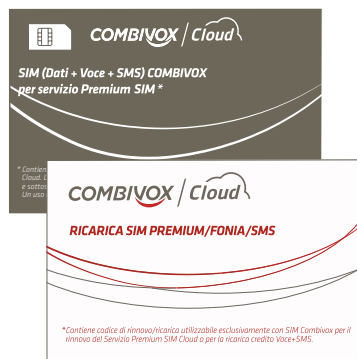 COMBIVOX Cloud
SIM (Dati + Voce + SMS) COMBIVOX
per servizio Premium SIM *
* Contien
Cloud.
e sottos
Un uso
COMBIVOX Cloud
RICARICA SIM PREMIUM/FONIA/SMS
*Contiene codice di rinnovo/ricarica utilizzabile esclusivamente con SIM Combivox per il
rinnovo del Servizio Premium SIM Cloud o per la ricarica credito Voce+SMS.